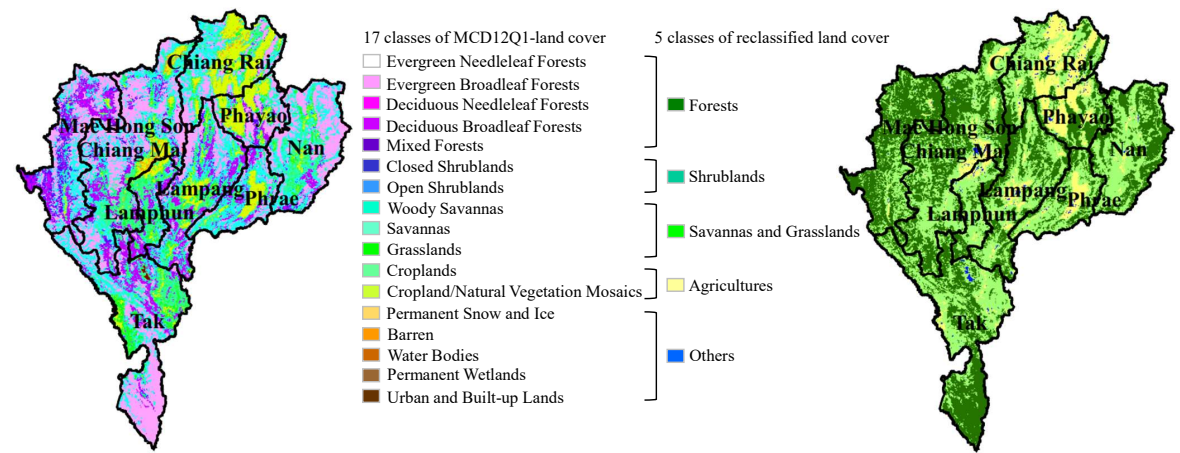 17 classes of MCD12Q1-land cover
5 classes of reclassified land cover
Chiang Rai
Phayao
Mae Hong Son
Chiang Mai
Nan
Lampang
Phrae
Lamphun
Tak
Evergreen Needleleaf Forests
Evergreen Broadleaf Forests
Deciduous Needleleaf Forests
Deciduous Broadleaf Forests
Mixed Forests
Closed Shrublands
Open Shrublands
Woody Savannas
Savannas
Grasslands
Croplands
Cropland/Natural Vegetation Mosaics
Permanent Snow and Ice
Barren
Water Bodies
Permanent Wetlands
Urban and Built-up Lands
Forests
Shrublands
Savannas and Grasslands
Agricultures
Others
Chiang Rai
Phayao
Mae Hong Son
Chiang Mai
Nan
Lampang
Phrae
Lamphun
Tak